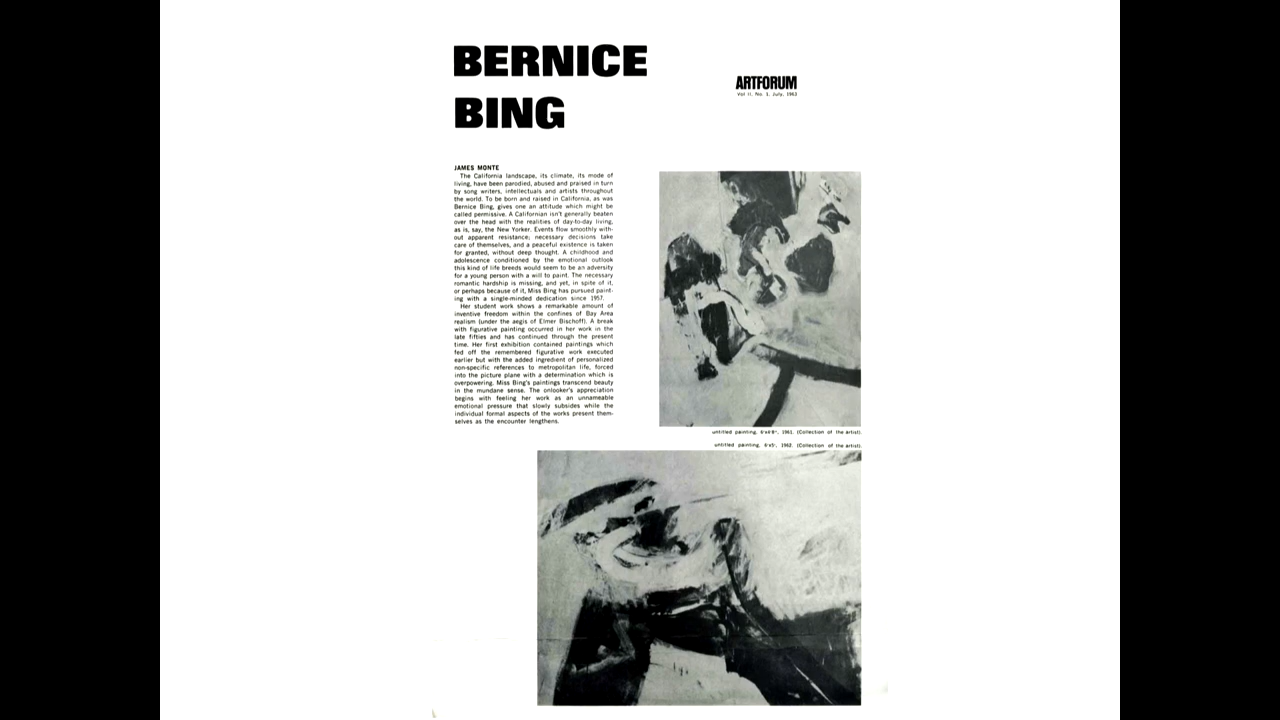 BERNICE
BING
ARTFORUM
Vol II, No. 1, July, 1963
JAMES MONTE
The California landscape, its climate, its mode of
living, have been parodied, abused and praised in turn
by song writers, intellectuals and artists throughout
the world. To be born and raised in California, as was
Bernice Bing, gives one an attitude which might be
called permissive. A Californian isn't generally beaten
over the head with the realities of day-to-day living,
as is, say, the New Yorker. Events flow smoothly with-
out apparent resistance; necessary decisions take
care of themselves, and a peaceful existence is taken
for granted, without deep thought. A childhood and
adolescence conditioned by the emotional outlook
this kind of life breeds would seem to be an adversity
for a young person with a will to paint. The necessary
romantic hardship is missing, and yet, in spite of it,
or perhaps because of it, Miss Bing has pursued paint-
ing with a single-minded dedication since 1957.
Her student work shows a remarkable amount of
inventive freedom within the confines of Bay Area
realism (under the aegis of Elmer Bischoff). A break
with figurative painting occurred in her work in the
late fifties and has continued through the present
time. Her first exhibition contained paintings which
fed off the remembered figurative work executed
earlier but with the added ingredient of personalized
non-specific references to metropolitan life, forced
into the picture plane with a determination which is
overpowering. Miss Bing's paintings transcend beauty
in the mundane sense. The onlooker's appreciation
begins with feeling her work as an unnameable
emotional pressure that slowly subsides while the
individual formal aspects of the works present them-
selves as the encounter lengthens.
untitled painting, 1961. (Collection of the artist).
untitled painting, 6'x5', 1962. (Collection of the artist).